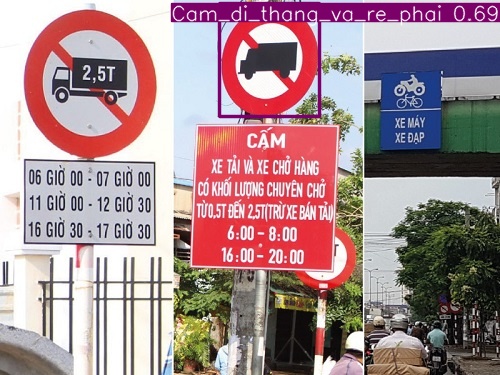 Cam_di_thang_va_re_phai 0.69
2,5T
06 GIỜ 00 - 07 GIỜ 00
11 GIỜ 00 - 12 GIỜ 30
16 GIỜ 30 - 17 GIỜ 30
CẤM
XE TẢI VÀ XE CHỞ HÀNG
CÓ KHỐI LƯỢNG CHUYÊN CHỞ
TỪ 0,5T ĐẾN 2,5T(TRỪ XE BÁN TẢI)
6:00 - 8:00
16:00 - 20:00
XE MÁY
XE ĐẠP